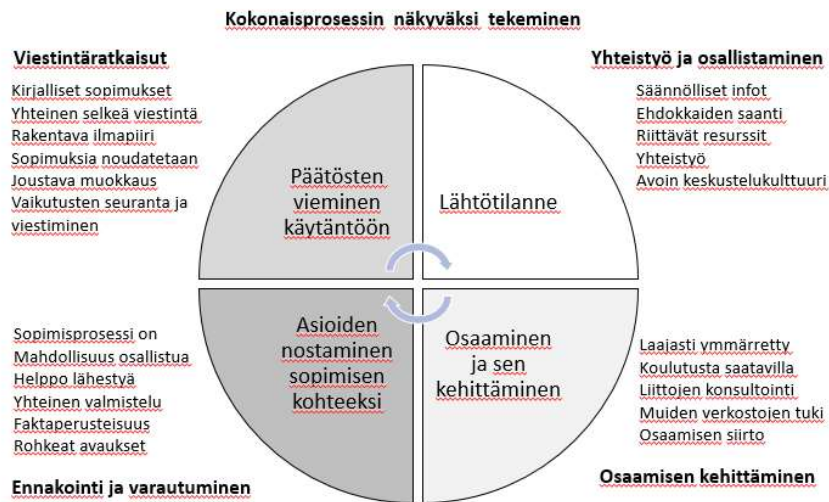 Kokonaisprosessin näkyväksi tekeminen
Viestintäratkaisut
Kirjalliset sopimukset
Yhteinen selkeä viestintä
Rakentava ilmapiiri
Sopimuksia noudatetaan
Joustava muokkaus
Vaikutusten seuranta ja
viestiminen
Yhteistyö ja osallistaminen
Säännölliset infot
Ehdokkaiden saanti
Riittävät resurssit
Yhteistyö
Avoin keskustelukulttuuri
Päätösten
vieminen
käytäntöön
Lähtötilanne
Asioiden
nostaminen
sopimisen
kohteeksi
Osaaminen
ja sen
kehittäminen
Sopimisprosessi on
Mahdollisuus osallistua
Helppo lähestyä
Yhteinen valmistelu
Faktaperusteisuus
Rohkeat avaukset
Ennakointi ja varautuminen
Laajasti ymmärretty
Koulutusta saatavilla
Liittojen konsultointi
Muiden verkostojen tuki
Osaamisen siirto
Osaamisen kehittäminen